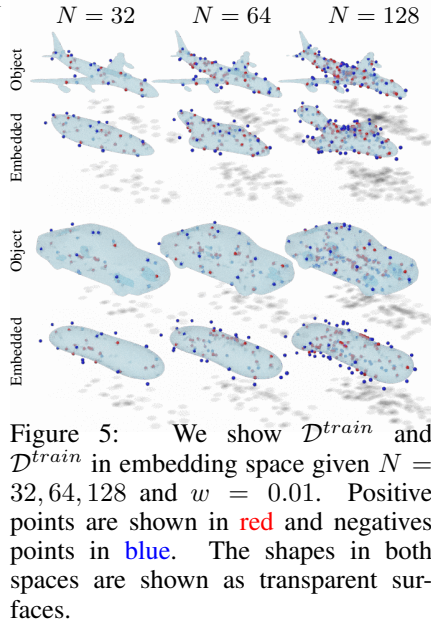 N = 32 N = 64 N = 128
Object
Embedded
Object
Embedded
Figure 5: We show D^{train} and
D^{train} in embedding space given N =
32, 64, 128 and w = 0.01. Positive
points are shown in red and negatives
points in blue. The shapes in both
spaces are shown as transparent sur-
faces.